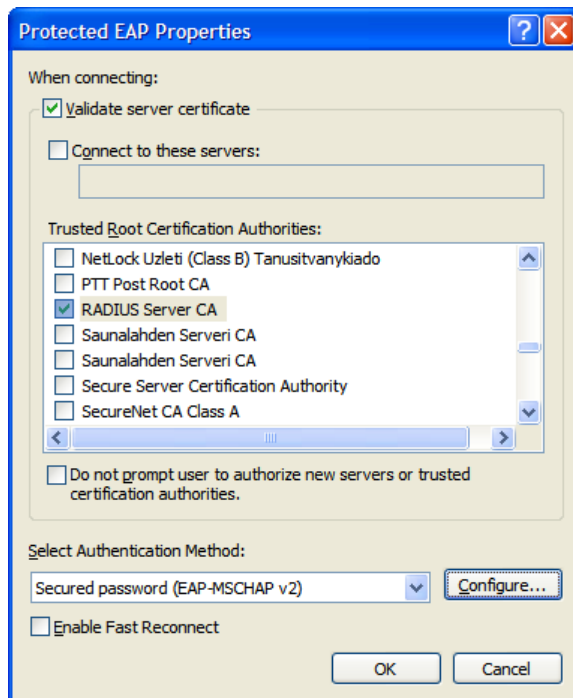 Protected EAP Properties
When connecting:
Validate server certificate
Connect to these servers:
Trusted Root Certification Authorities:
NetLock Uzleti (Class B) Tanusitvanykiado
PTT Post Root CA
RADIUS Server CA
Saunalahden Serveri CA
Saunalahden Serveri CA
Secure Server Certification Authority
SecureNet CA Class A
Do not prompt user to authorize new servers or trusted
certification authorities.
Select Authentication Method:
Secured password (EAP-MSCHAP v2)
Configure...
Enable Fast Reconnect
OK
Cancel